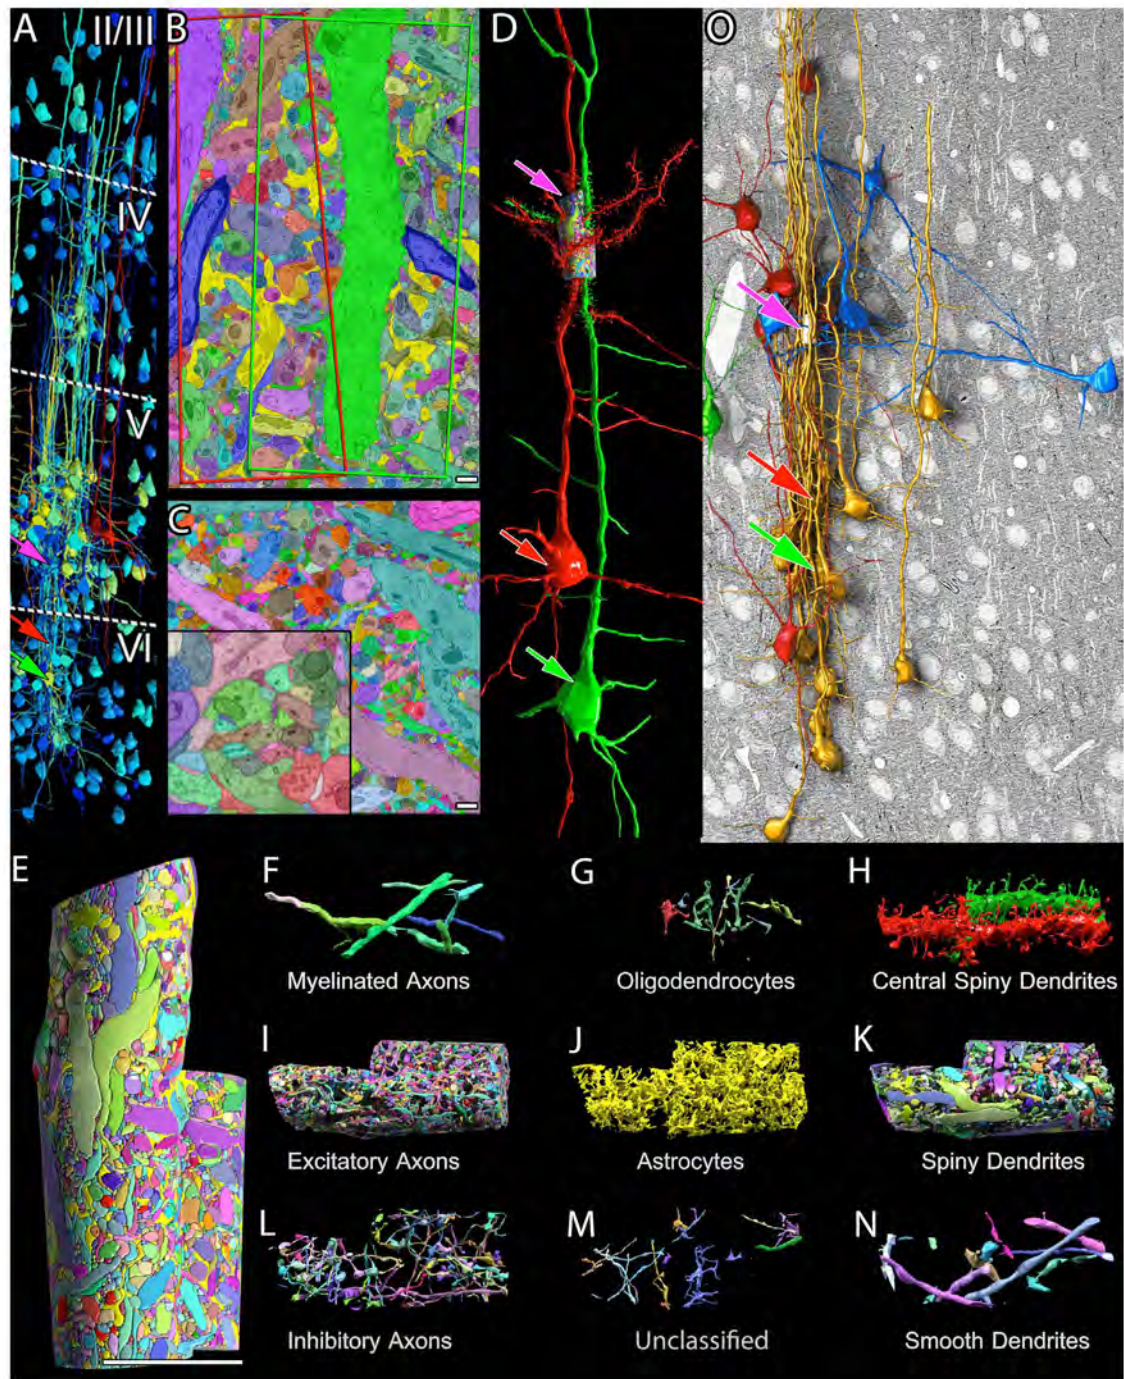 A II/III B D O
IV
V
C
VI
E F G H
Myelinated Axons Oligodendrocytes Central Spiny Dendrites
I J K
Excitatory Axons Astrocytes Spiny Dendrites
L M N
Inhibitory Axons Unclassified Smooth Dendrites